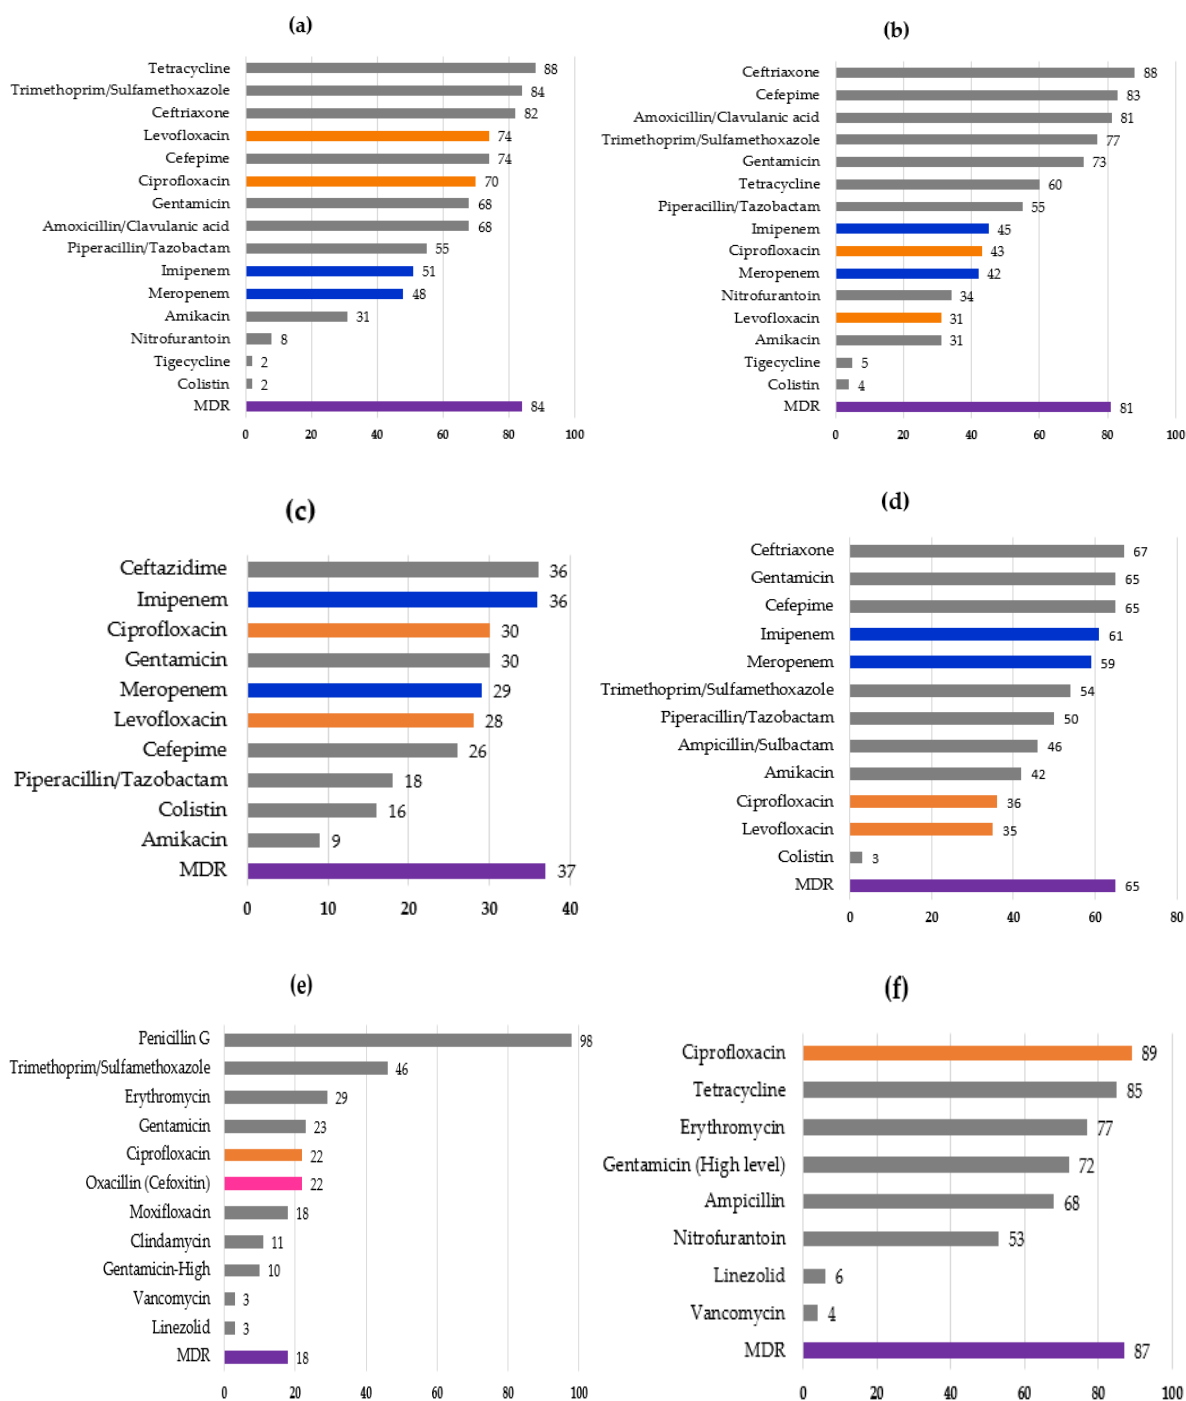 (a)
Tetracycline 88
Trimethoprim/Sulfamethoxazole 84
Ceftriaxone 82
Levofloxacin 74
Cefepime 74
Ciprofloxacin 70
Gentamicin 68
Amoxicillin/Clavulanic acid 68
Piperacillin/Tazobactam 55
Imipenem 51
Meropenem 48
Amikacin 31
Nitrofurantoin 8
Tigecycline 2
Colistin 2
MDR 84
0 20 40 60 80 100
(b)
Ceftriaxone 88
Cefepime 83
Amoxicillin/Clavulanic acid 81
Trimethoprim/Sulfamethoxazole 77
Gentamicin 73
Tetracycline 60
Piperacillin/Tazobactam 55
Imipenem 45
Ciprofloxacin 43
Meropenem 42
Nitrofurantoin 34
Levofloxacin 31
Amikacin 31
Tigecycline 5
Colistin 4
MDR 81
0 20 40 60 80 100
(c)
Ceftazidime 36
Imipenem 36
Ciprofloxacin 30
Gentamicin 30
Meropenem 29
Levofloxacin 28
Cefepime 26
Piperacillin/Tazobactam 18
Colistin 16
Amikacin 9
MDR 37
0 10 20 30 40
(d)
Ceftriaxone 67
Gentamicin 65
Cefepime 65
Imipenem 61
Meropenem 59
Trimethoprim/Sulfamethoxazole 54
Piperacillin/Tazobactam 50
Ampicillin/Sulbactam 46
Amikacin 42
Ciprofloxacin 36
Levofloxacin 35
Colistin 3
MDR 65
0 20 40 60 80
(e)
Penicillin G 98
Trimethoprim/Sulfamethoxazole 46
Erythromycin 29
Gentamicin 23
Ciprofloxacin 22
Oxacillin (Cefoxitin) 22
Moxifloxacin 18
Clindamycin 11
Gentamicin-High 10
Vancomycin 3
Linezolid 3
MDR 18
0 20 40 60 80 100
(f)
Ciprofloxacin 89
Tetracycline 85
Erythromycin 77
Gentamicin (High level) 72
Ampicillin 68
Nitrofurantoin 53
Linezolid 6
Vancomycin 4
MDR 87
0 20 40 60 80 100